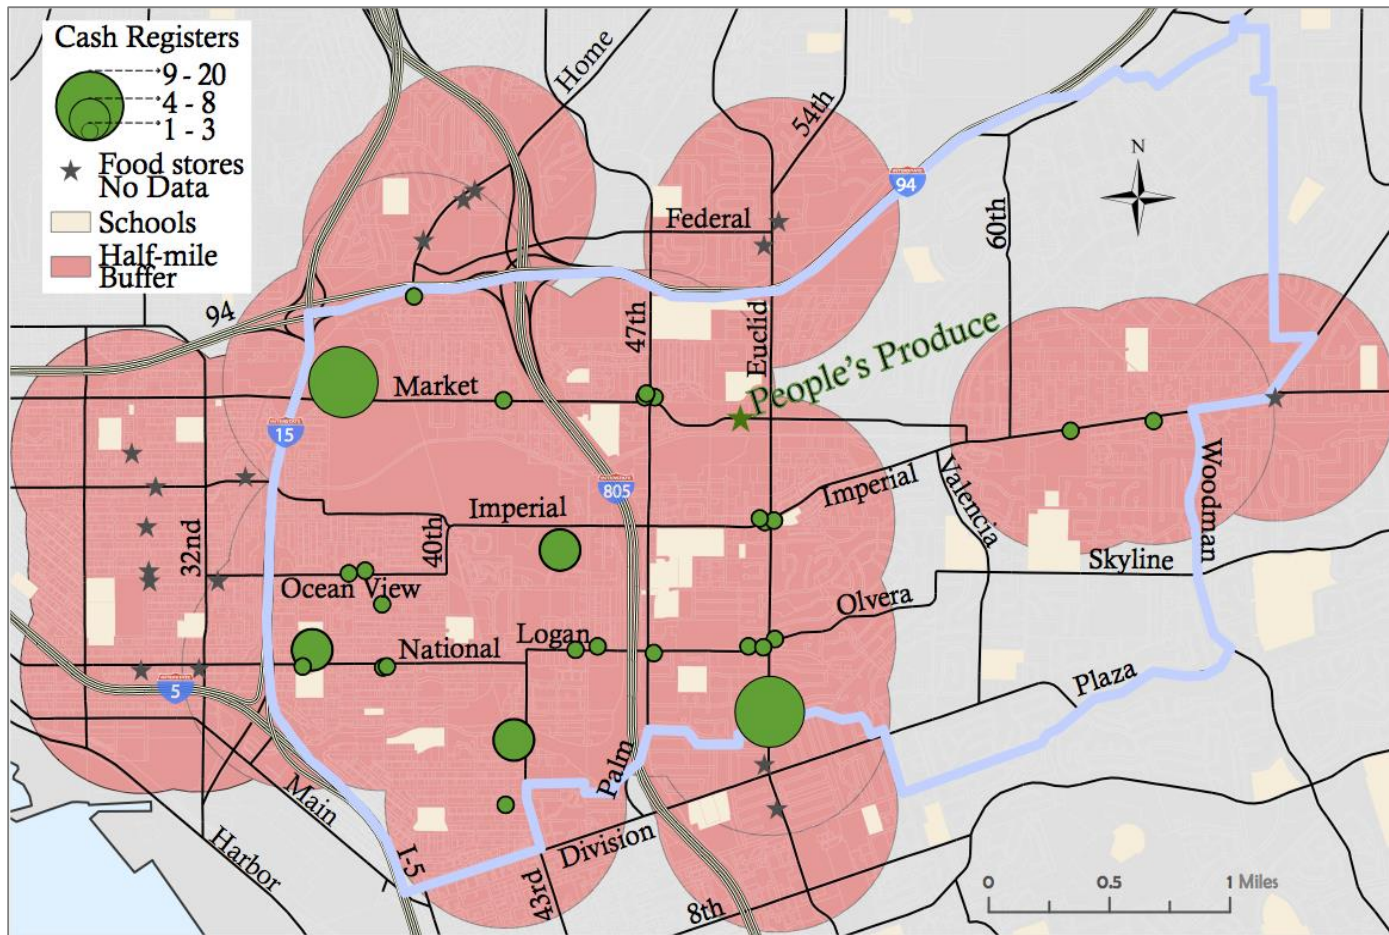 Cash Registers
9 - 20
4 - 8
1 - 3
Food stores
No Data
Schools
Half-mile
Buffer
Home
54th
94
N
Federal
60th
94
47th
Euclid
People's Produce
Market
15
805
Imperial
Imperial
Valencia
Woodman
32nd
40th
Skyline
Ocean View
Olvera
Logan
National
5
Plaza
Palm
Main
Division
Harbor
I-5
43rd
8th
0 0.5 1 Miles